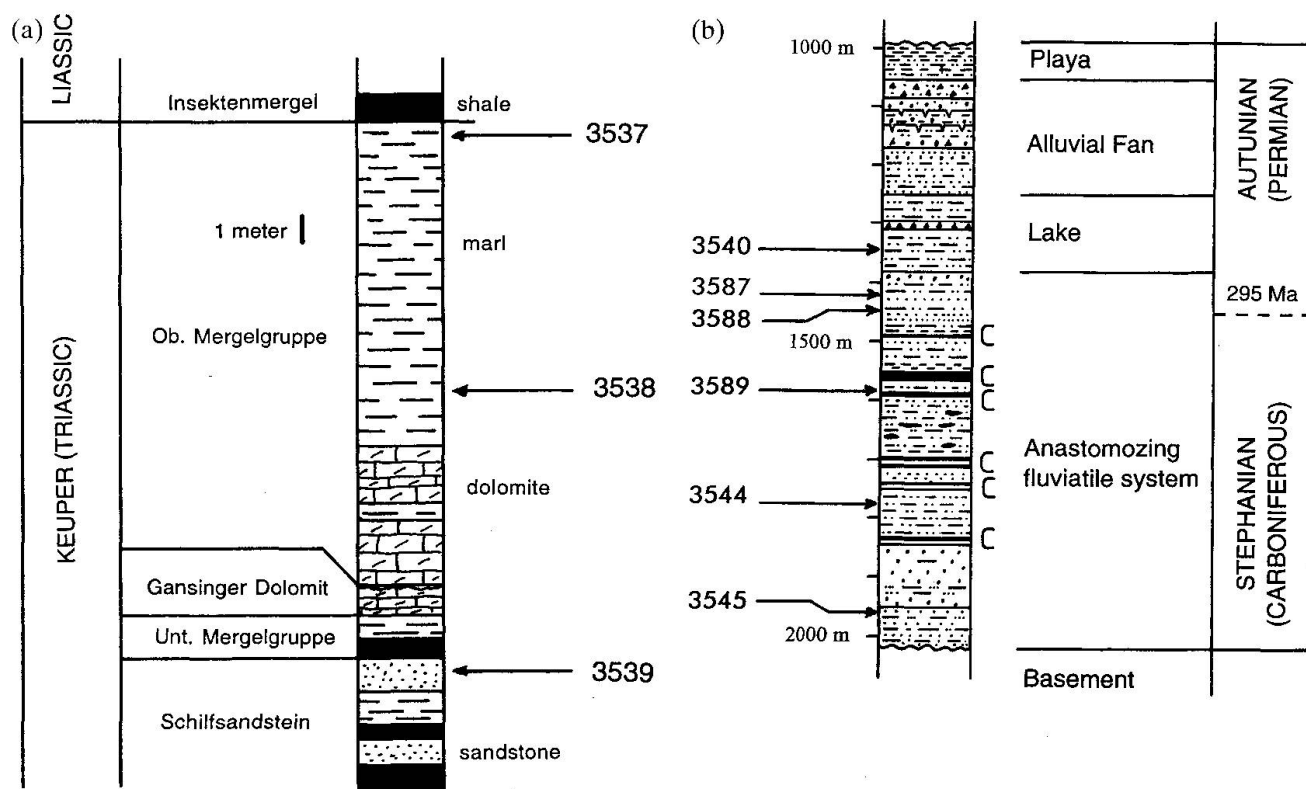 (a)
LIASSIC
KEUPER (TRIASSIC)
Insektenmergel
shale
3537
1 meter
marl
Ob. Mergelgruppe
3538
dolomite
Gansinger Dolomit
Unt. Mergelgruppe
3539
Schilfsandstein
sandstone
(b)
1000 m
Playa
Alluvial Fan
AUTUNIAN
(PERMIAN)
Lake
3540
3587
295 Ma
3588
1500 m
3589
Anastomozing
fluviatile system
3544
STEPHANIAN
(CARBONIFEROUS)
3545
2000 m
Basement